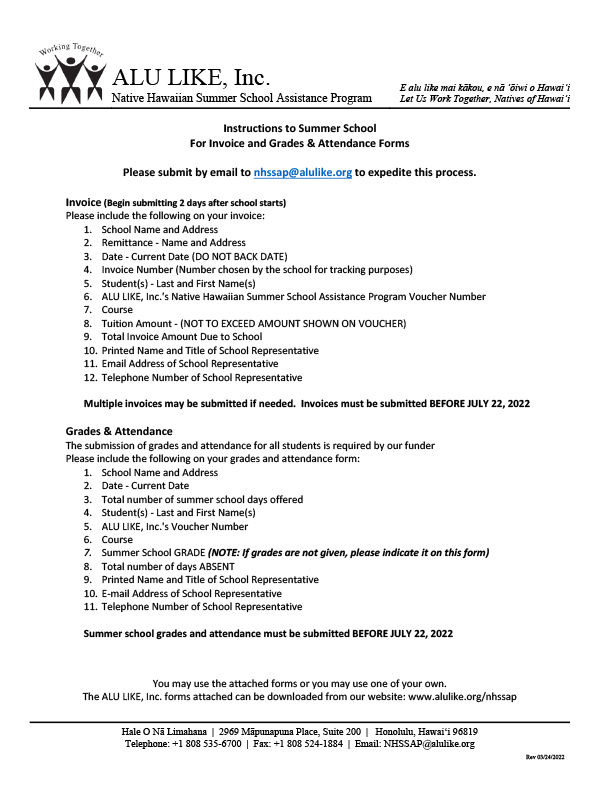 Working Together
ALU LIKE, Inc.
Native Hawaiian Summer School Assistance Program
E alu like mai kākou, e nā ʻōiwi o Hawaiʻi
Let Us Work Together, Natives of Hawaiʻi
Instructions to Summer School
For Invoice and Grades & Attendance Forms
Please submit by email to nhssap@alulike.org to expedite this process.
Invoice (Begin submitting 2 days after school starts)
Please include the following on your invoice:
1. School Name and Address
2. Remittance - Name and Address
3. Date - Current Date (DO NOT BACK DATE)
4. Invoice Number (Number chosen by the school for tracking purposes)
5. Student(s) - Last and First Name(s)
6. ALU LIKE, Inc.'s Native Hawaiian Summer School Assistance Program Voucher Number
7. Course
8. Tuition Amount - (NOT TO EXCEED AMOUNT SHOWN ON VOUCHER)
9. Total Invoice Amount Due to School
10. Printed Name and Title of School Representative
11. Email Address of School Representative
12. Telephone Number of School Representative
Multiple invoices may be submitted if needed. Invoices must be submitted BEFORE JULY 22, 2022
Grades & Attendance
The submission of grades and attendance for all students is required by our funder
Please include the following on your grades and attendance form:
1. School Name and Address
2. Date - Current Date
3. Total number of summer school days offered
4. Student(s) - Last and First Name(s)
5. ALU LIKE, Inc.'s Voucher Number
6. Course
7. Summer School GRADE (NOTE: If grades are not given, please indicate it on this form)
8. Total number of days ABSENT
9. Printed Name and Title of School Representative
10. E-mail Address of School Representative
11. Telephone Number of School Representative
Summer school grades and attendance must be submitted BEFORE JULY 22, 2022
You may use the attached forms or you may use one of your own.
The ALU LIKE, Inc. forms attached can be downloaded from our website: www.alulike.org/nhssap
Hale O Nā Limahana | 2969 Māpunapuna Place, Suite 200 | Honolulu, Hawaiʻi 96819
Telephone: +1 808 535-6700 | Fax: +1 808 524-1884 | Email: NHSSAP@alulike.org
Rev 03/24/2022